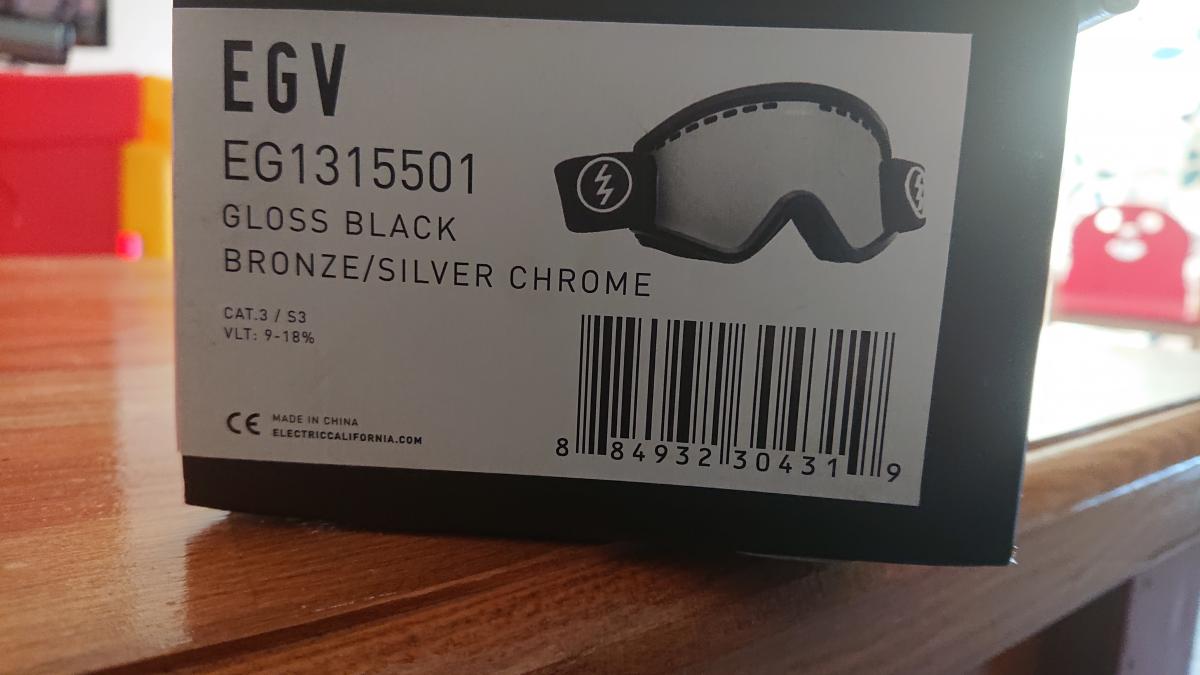 EGV
EG1315501
GLOSS BLACK
BRONZE/SILVER CHROME
CAT.3 / S3
VLT: 9-18%
CE MADE IN CHINA
ELECTRICCALIFORNIA.COM
8 84932 30431 9